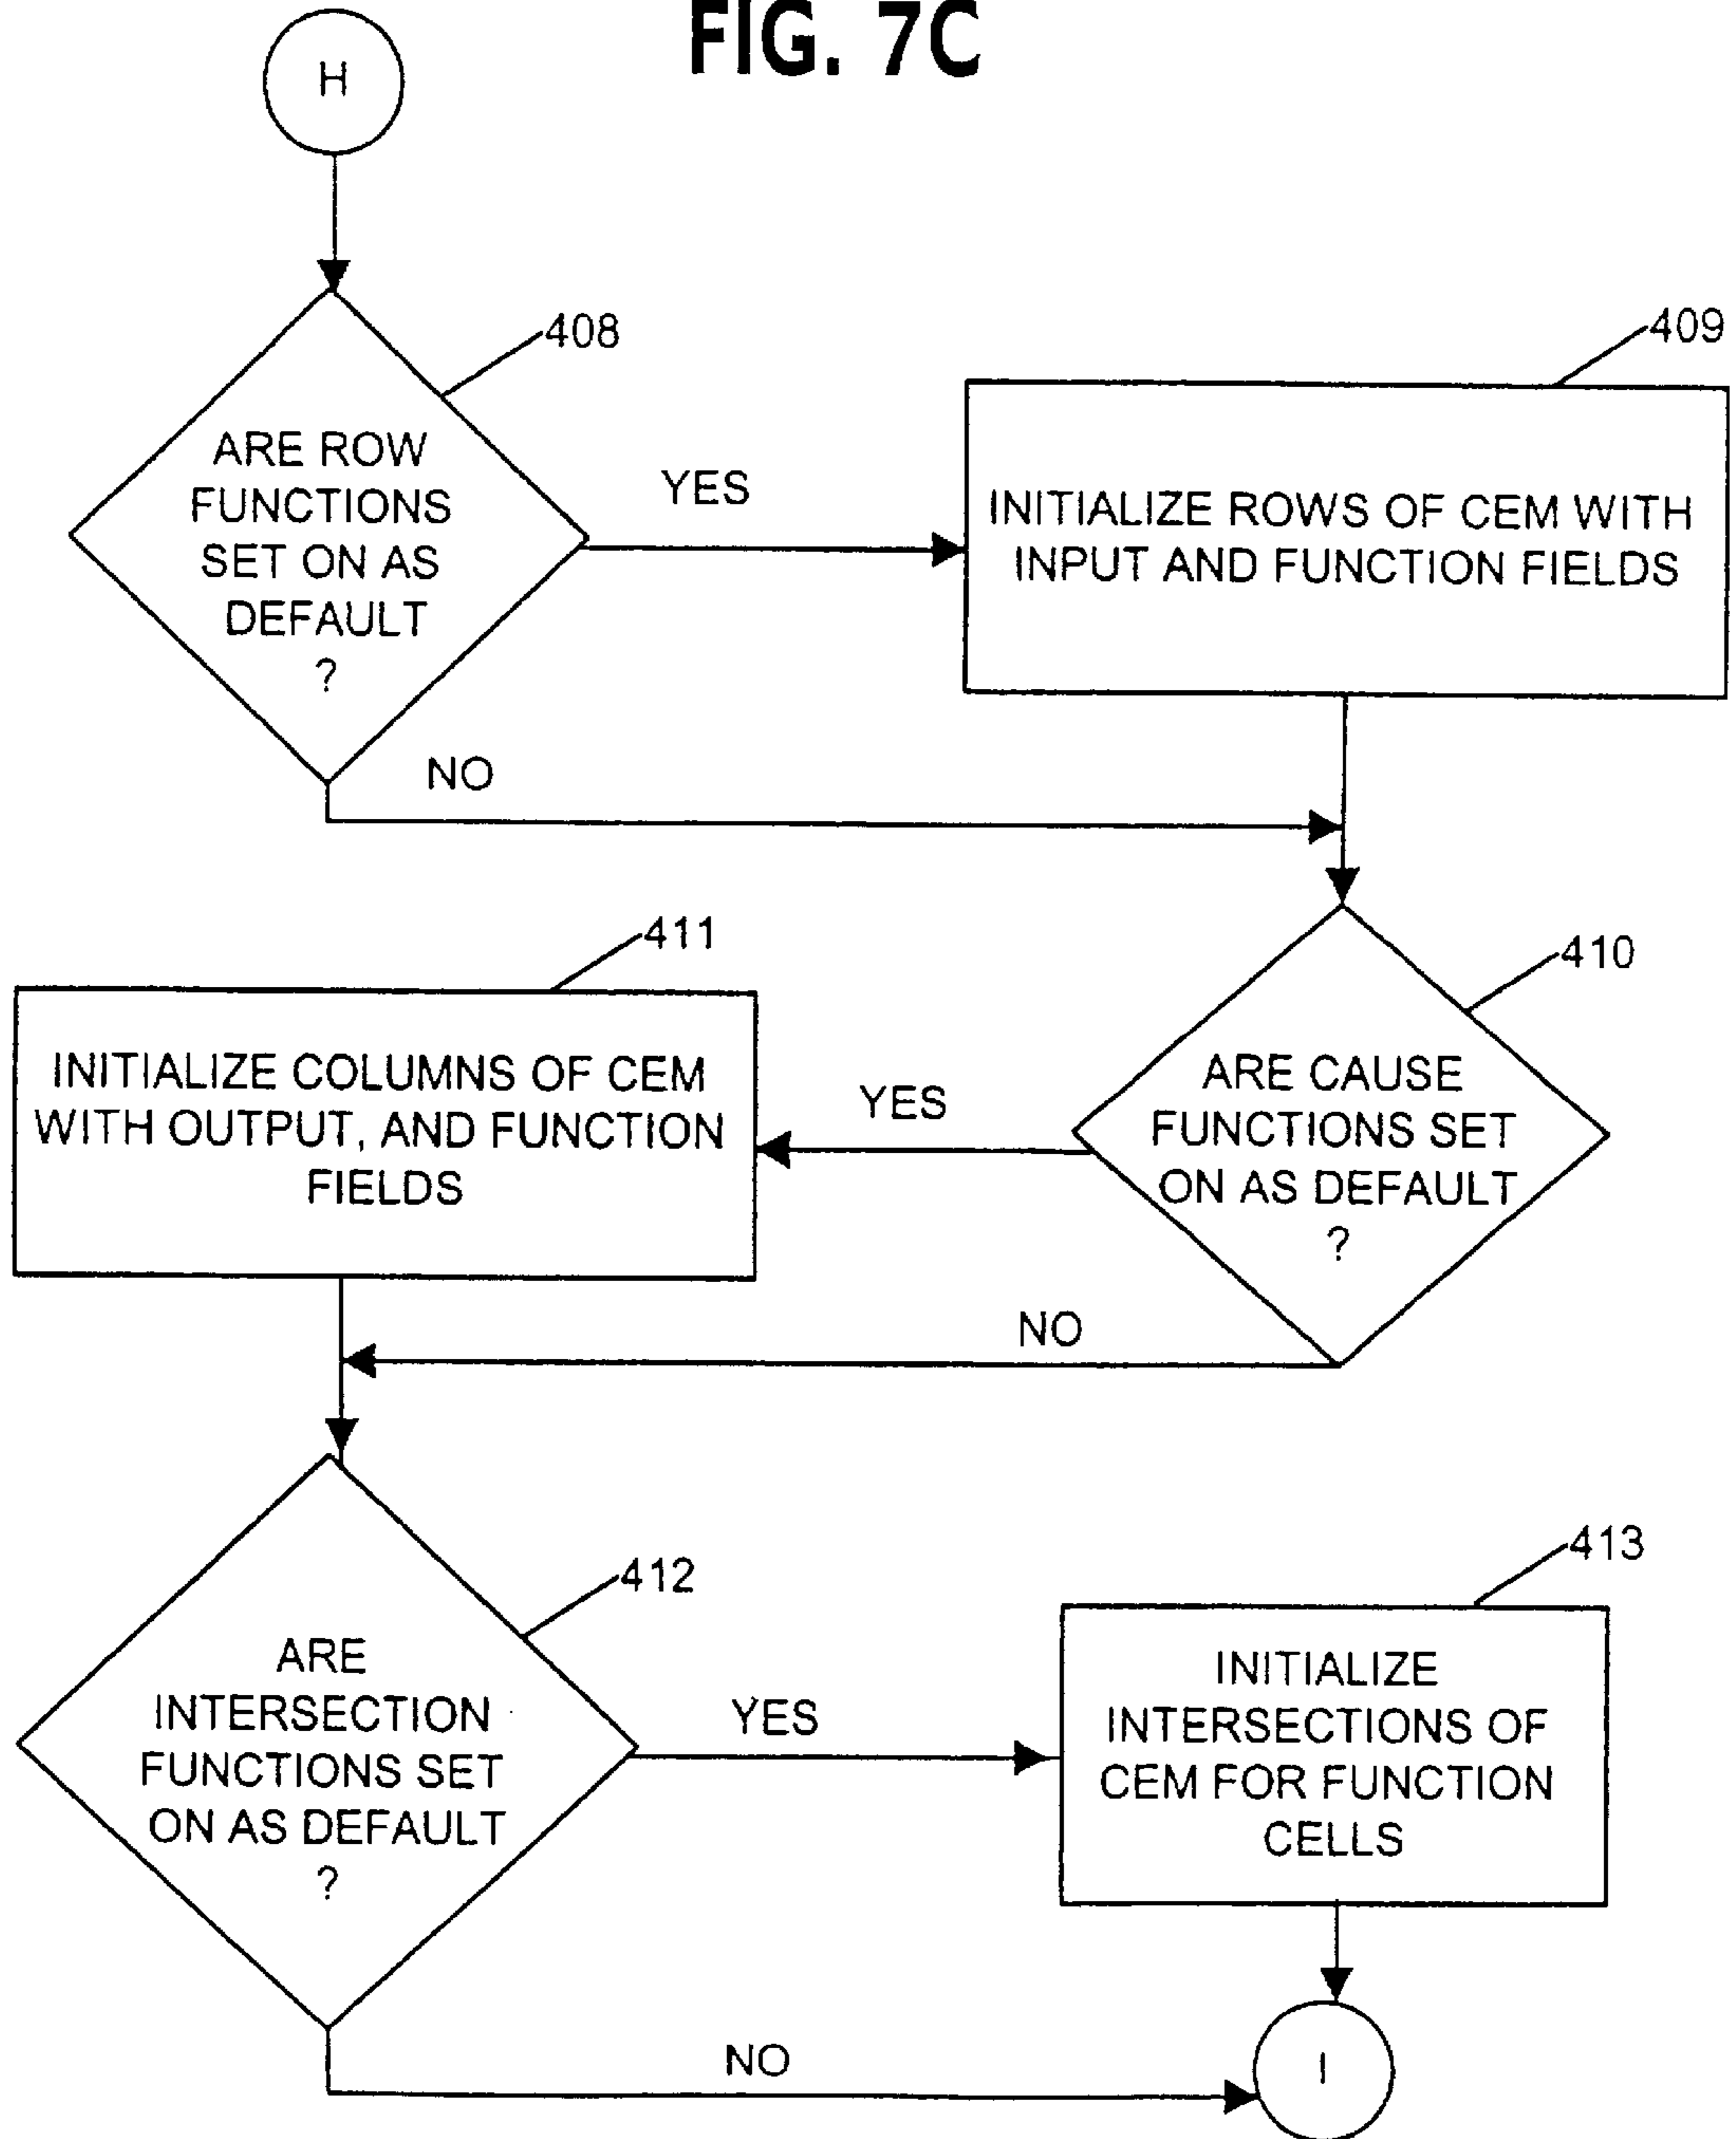 FIG. 7C
H
408
ARE ROW
FUNCTIONS
SET ON AS
DEFAULT
?
YES
409
INITIALIZE ROWS OF CEM WITH
INPUT AND FUNCTION FIELDS
NO
410
ARE CAUSE
FUNCTIONS SET
ON AS DEFAULT
?
YES
411
INITIALIZE COLUMNS OF CEM
WITH OUTPUT, AND FUNCTION
FIELDS
NO
412
ARE
INTERSECTION
FUNCTIONS SET
ON AS DEFAULT
?
YES
413
INITIALIZE
INTERSECTIONS OF
CEM FOR FUNCTION
CELLS
NO
I